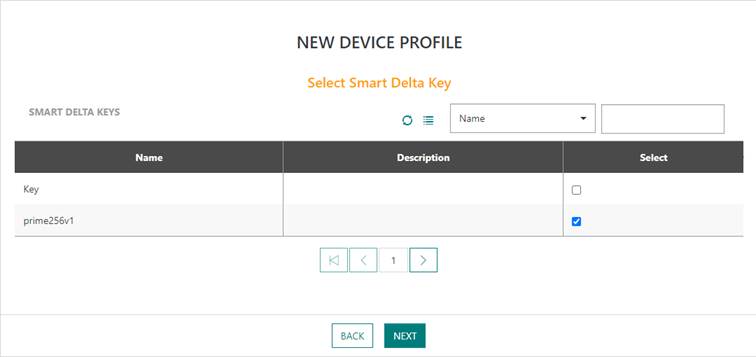 NEW DEVICE PROFILE
Select Smart Delta Key
SMART DELTA KEYS
Name
Name Description Select
Key
prime256v1
1
BACK NEXT